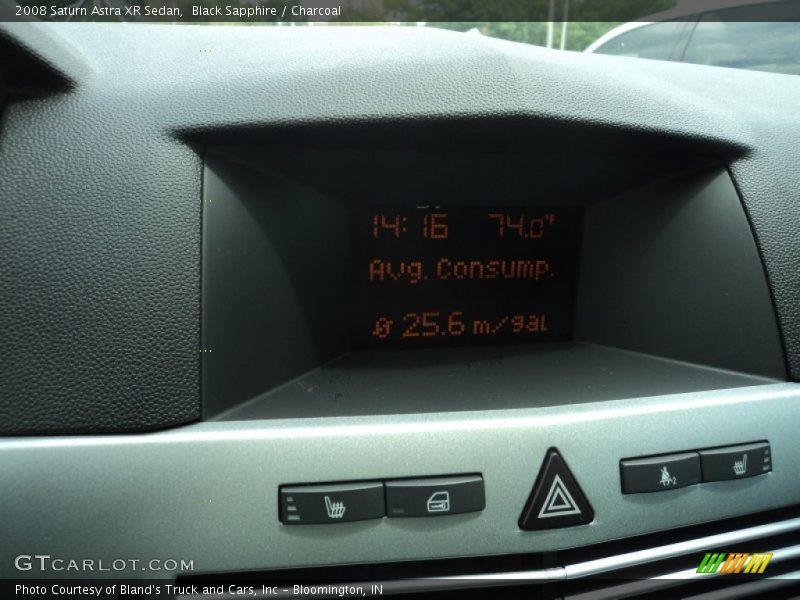 2008 Saturn Astra XR Sedan, Black Sapphire / Charcoal
14:16 74.0°F
Avg. Consump.
Ø 25.6 m/gal
2
GTCARLOT.COM
Photo Courtesy of Bland's Truck and Cars, Inc - Bloomington, IN